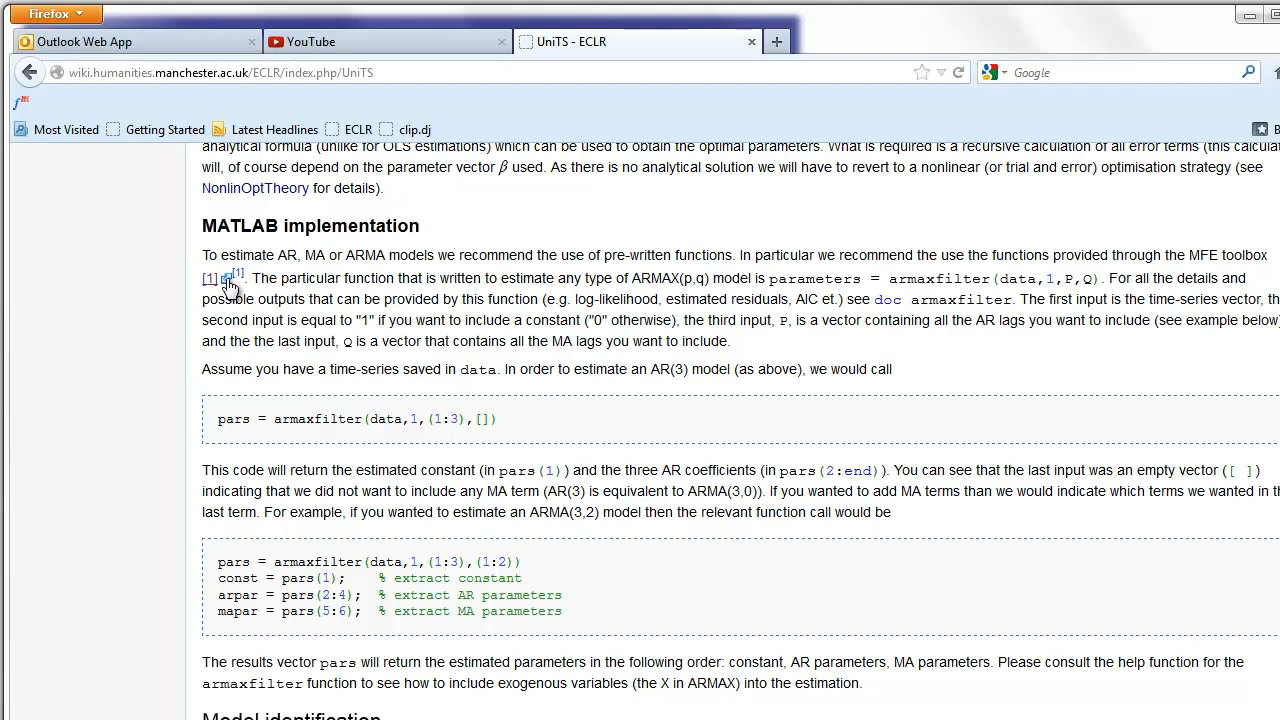 Firefox
Outlook Web App
YouTube
UniTS - ECLR
wiki.humanities.manchester.ac.uk/ECLR/index.php/UniTS
Google
fm
Most Visited
Getting Started
Latest Headlines
ECLR
clip.dj
analytical formula (unlike for OLS estimations) which can be used to obtain the optimal parameters. What is required is a recursive calculation of all error terms (this calcula
will, of course depend on the parameter vector β used. As there is no analytical solution we will have to revert to a nonlinear (or trial and error) optimisation strategy (see
NonlinOptTheory for details).
MATLAB implementation
To estimate AR, MA or ARMA models we recommend the use of pre-written functions. In particular we recommend the use the functions provided through the MFE toolbox
[1] [1]. The particular function that is written to estimate any type of ARMAX(p,q) model is parameters = armaxfilter(data,1,P,Q). For all the details and
possible outputs that can be provided by this function (e.g. log-likelihood, estimated residuals, AIC et.) see doc armaxfilter. The first input is the time-series vector, th
second input is equal to "1" if you want to include a constant ("0" otherwise), the third input, P, is a vector containing all the AR lags you want to include (see example below)
and the the last input, Q is a vector that contains all the MA lags you want to include.
Assume you have a time-series saved in data. In order to estimate an AR(3) model (as above), we would call
pars = armaxfilter(data,1,(1:3),[])
This code will return the estimated constant (in pars(1)) and the three AR coefficients (in pars(2:end)). You can see that the last input was an empty vector ([ ])
indicating that we did not want to include any MA term (AR(3) is equivalent to ARMA(3,0)). If you wanted to add MA terms than we would indicate which terms we wanted in th
last term. For example, if you wanted to estimate an ARMA(3,2) model then the relevant function call would be
pars = armaxfilter(data,1,(1:3),(1:2))
const = pars(1);    % extract constant
arpar = pars(2:4);  % extract AR parameters
mapar = pars(5:6);  % extract MA parameters
The results vector pars will return the estimated parameters in the following order: constant, AR parameters, MA parameters. Please consult the help function for the
armaxfilter function to see how to include exogenous variables (the X in ARMAX) into the estimation.
Model identification